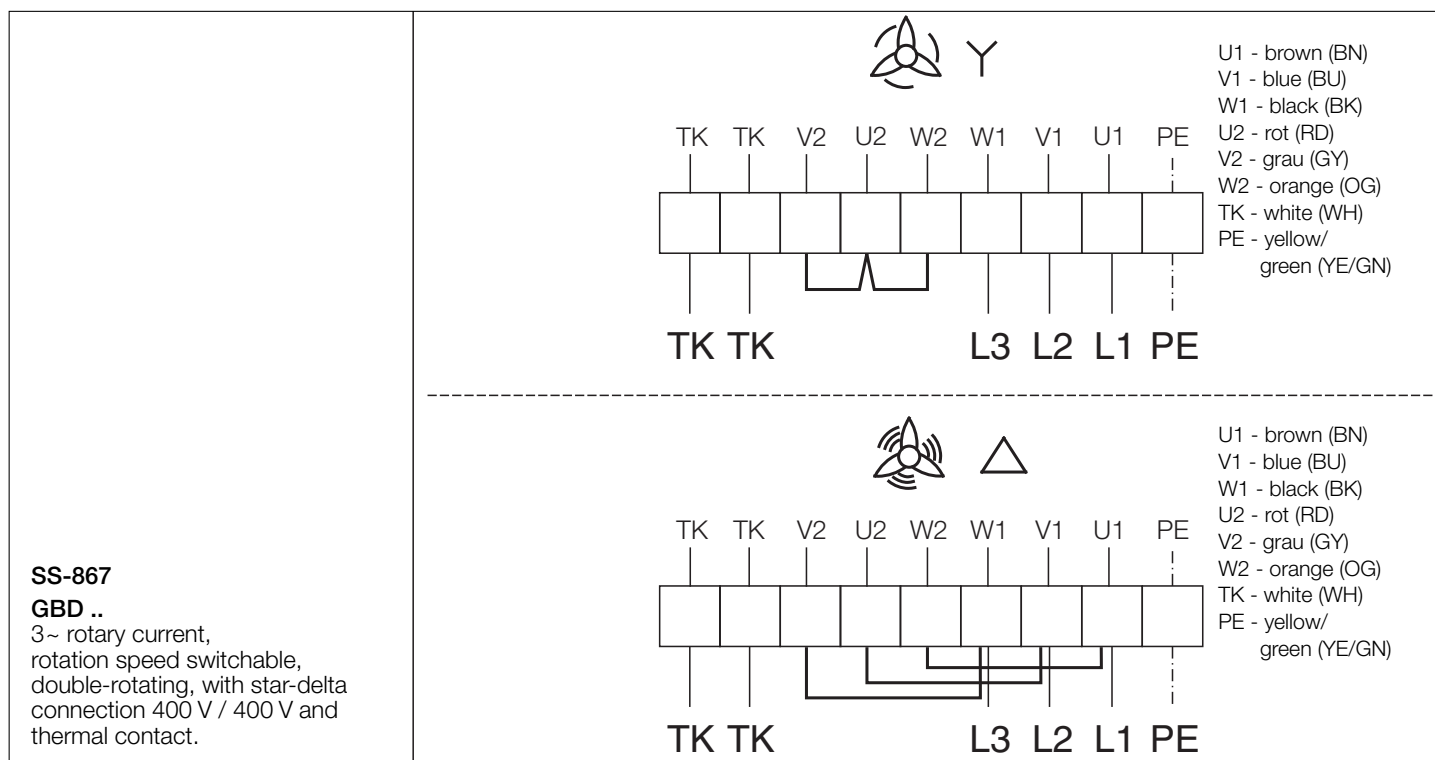 U1 - brown (BN)
V1 - blue (BU)
W1 - black (BK)
U2 - rot (RD)
V2 - grau (GY)
W2 - orange (OG)
TK - white (WH)
PE - yellow/
green (YE/GN)
TK TK V2 U2 W2 W1 V1 U1 PE
TK TK L3 L2 L1 PE
U1 - brown (BN)
V1 - blue (BU)
W1 - black (BK)
U2 - rot (RD)
V2 - grau (GY)
W2 - orange (OG)
TK - white (WH)
PE - yellow/
green (YE/GN)
TK TK V2 U2 W2 W1 V1 U1 PE
TK TK L3 L2 L1 PE
SS-867
GBD ..
3~ rotary current,
rotation speed switchable,
double-rotating, with star-delta
connection 400 V / 400 V and
thermal contact.